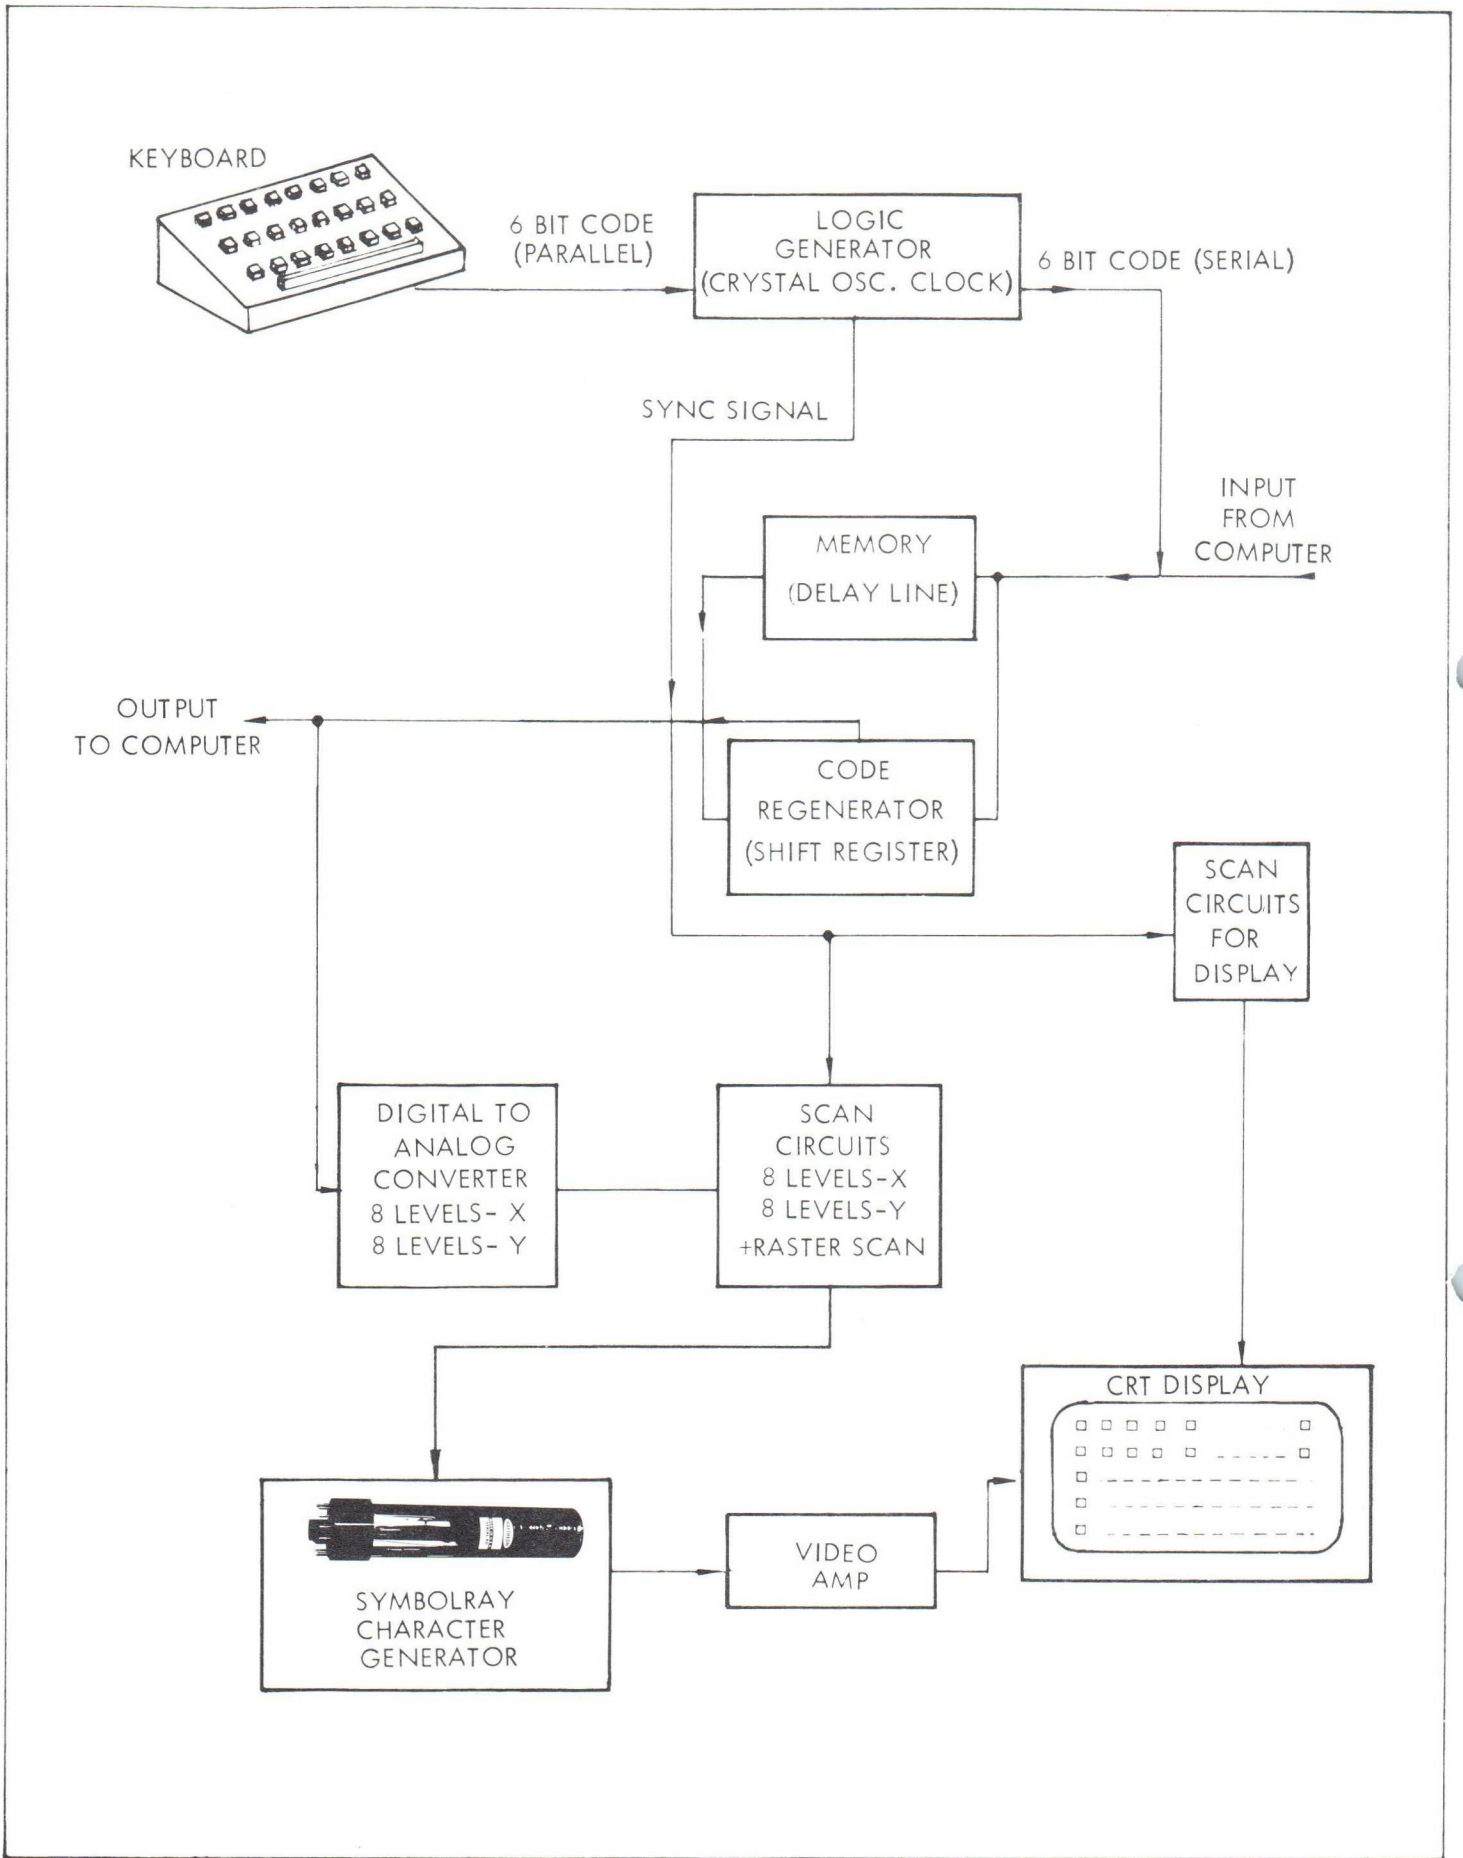 KEYBOARD
6 BIT CODE
(PARALLEL)
LOGIC
GENERATOR
(CRYSTAL OSC. CLOCK)
6 BIT CODE (SERIAL)
SYNC SIGNAL
INPUT
FROM
COMPUTER
MEMORY
(DELAY LINE)
OUTPUT
TO COMPUTER
CODE
REGENERATOR
(SHIFT REGISTER)
SCAN
CIRCUITS
FOR
DISPLAY
DIGITAL TO
ANALOG
CONVERTER
8 LEVELS- X
8 LEVELS- Y
SCAN
CIRCUITS
8 LEVELS-X
8 LEVELS-Y
+RASTER SCAN
CRT DISPLAY
SYMBOLRAY
CHARACTER
GENERATOR
VIDEO
AMP